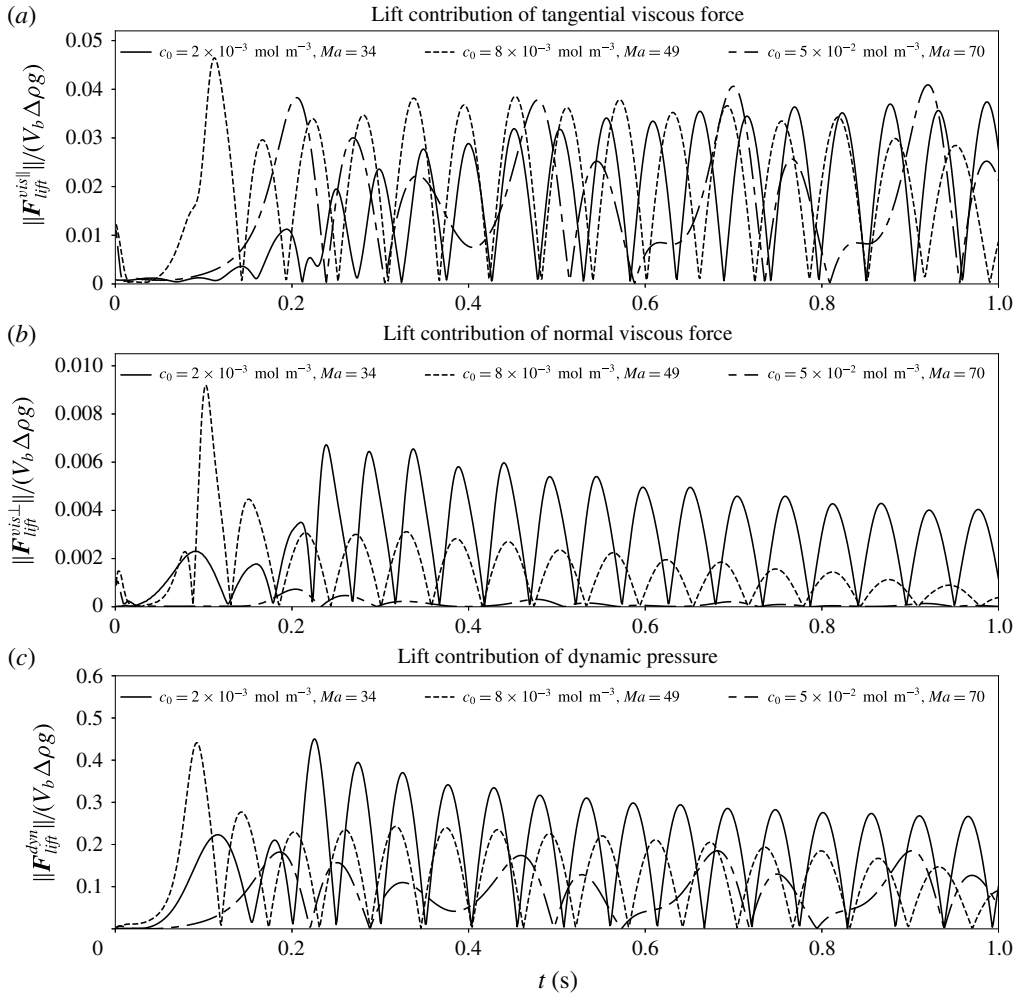 (a) Lift contribution of tangential viscous force
c₀ = 2 × 10⁻³ mol m⁻³, Ma = 34 c₀ = 8 × 10⁻³ mol m⁻³, Ma = 49 c₀ = 5 × 10⁻² mol m⁻³, Ma = 70
‖F^{vis‖}_{lift}‖/(V_b Δρg)
0.05
0.04
0.03
0.02
0.01
0
0 0.2 0.4 0.6 0.8 1.0
(b) Lift contribution of normal viscous force
c₀ = 2 × 10⁻³ mol m⁻³, Ma = 34 c₀ = 8 × 10⁻³ mol m⁻³, Ma = 49 c₀ = 5 × 10⁻² mol m⁻³, Ma = 70
‖F^{vis⊥}_{lift}‖/(V_b Δρg)
0.010
0.008
0.006
0.004
0.002
0
0 0.2 0.4 0.6 0.8 1.0
(c) Lift contribution of dynamic pressure
c₀ = 2 × 10⁻³ mol m⁻³, Ma = 34 c₀ = 8 × 10⁻³ mol m⁻³, Ma = 49 c₀ = 5 × 10⁻² mol m⁻³, Ma = 70
‖F^{dyn}_{lift}‖/(V_b Δρg)
0.6
0.5
0.4
0.3
0.2
0.1
0 0.2 0.4 0.6 0.8 1.0
t (s)